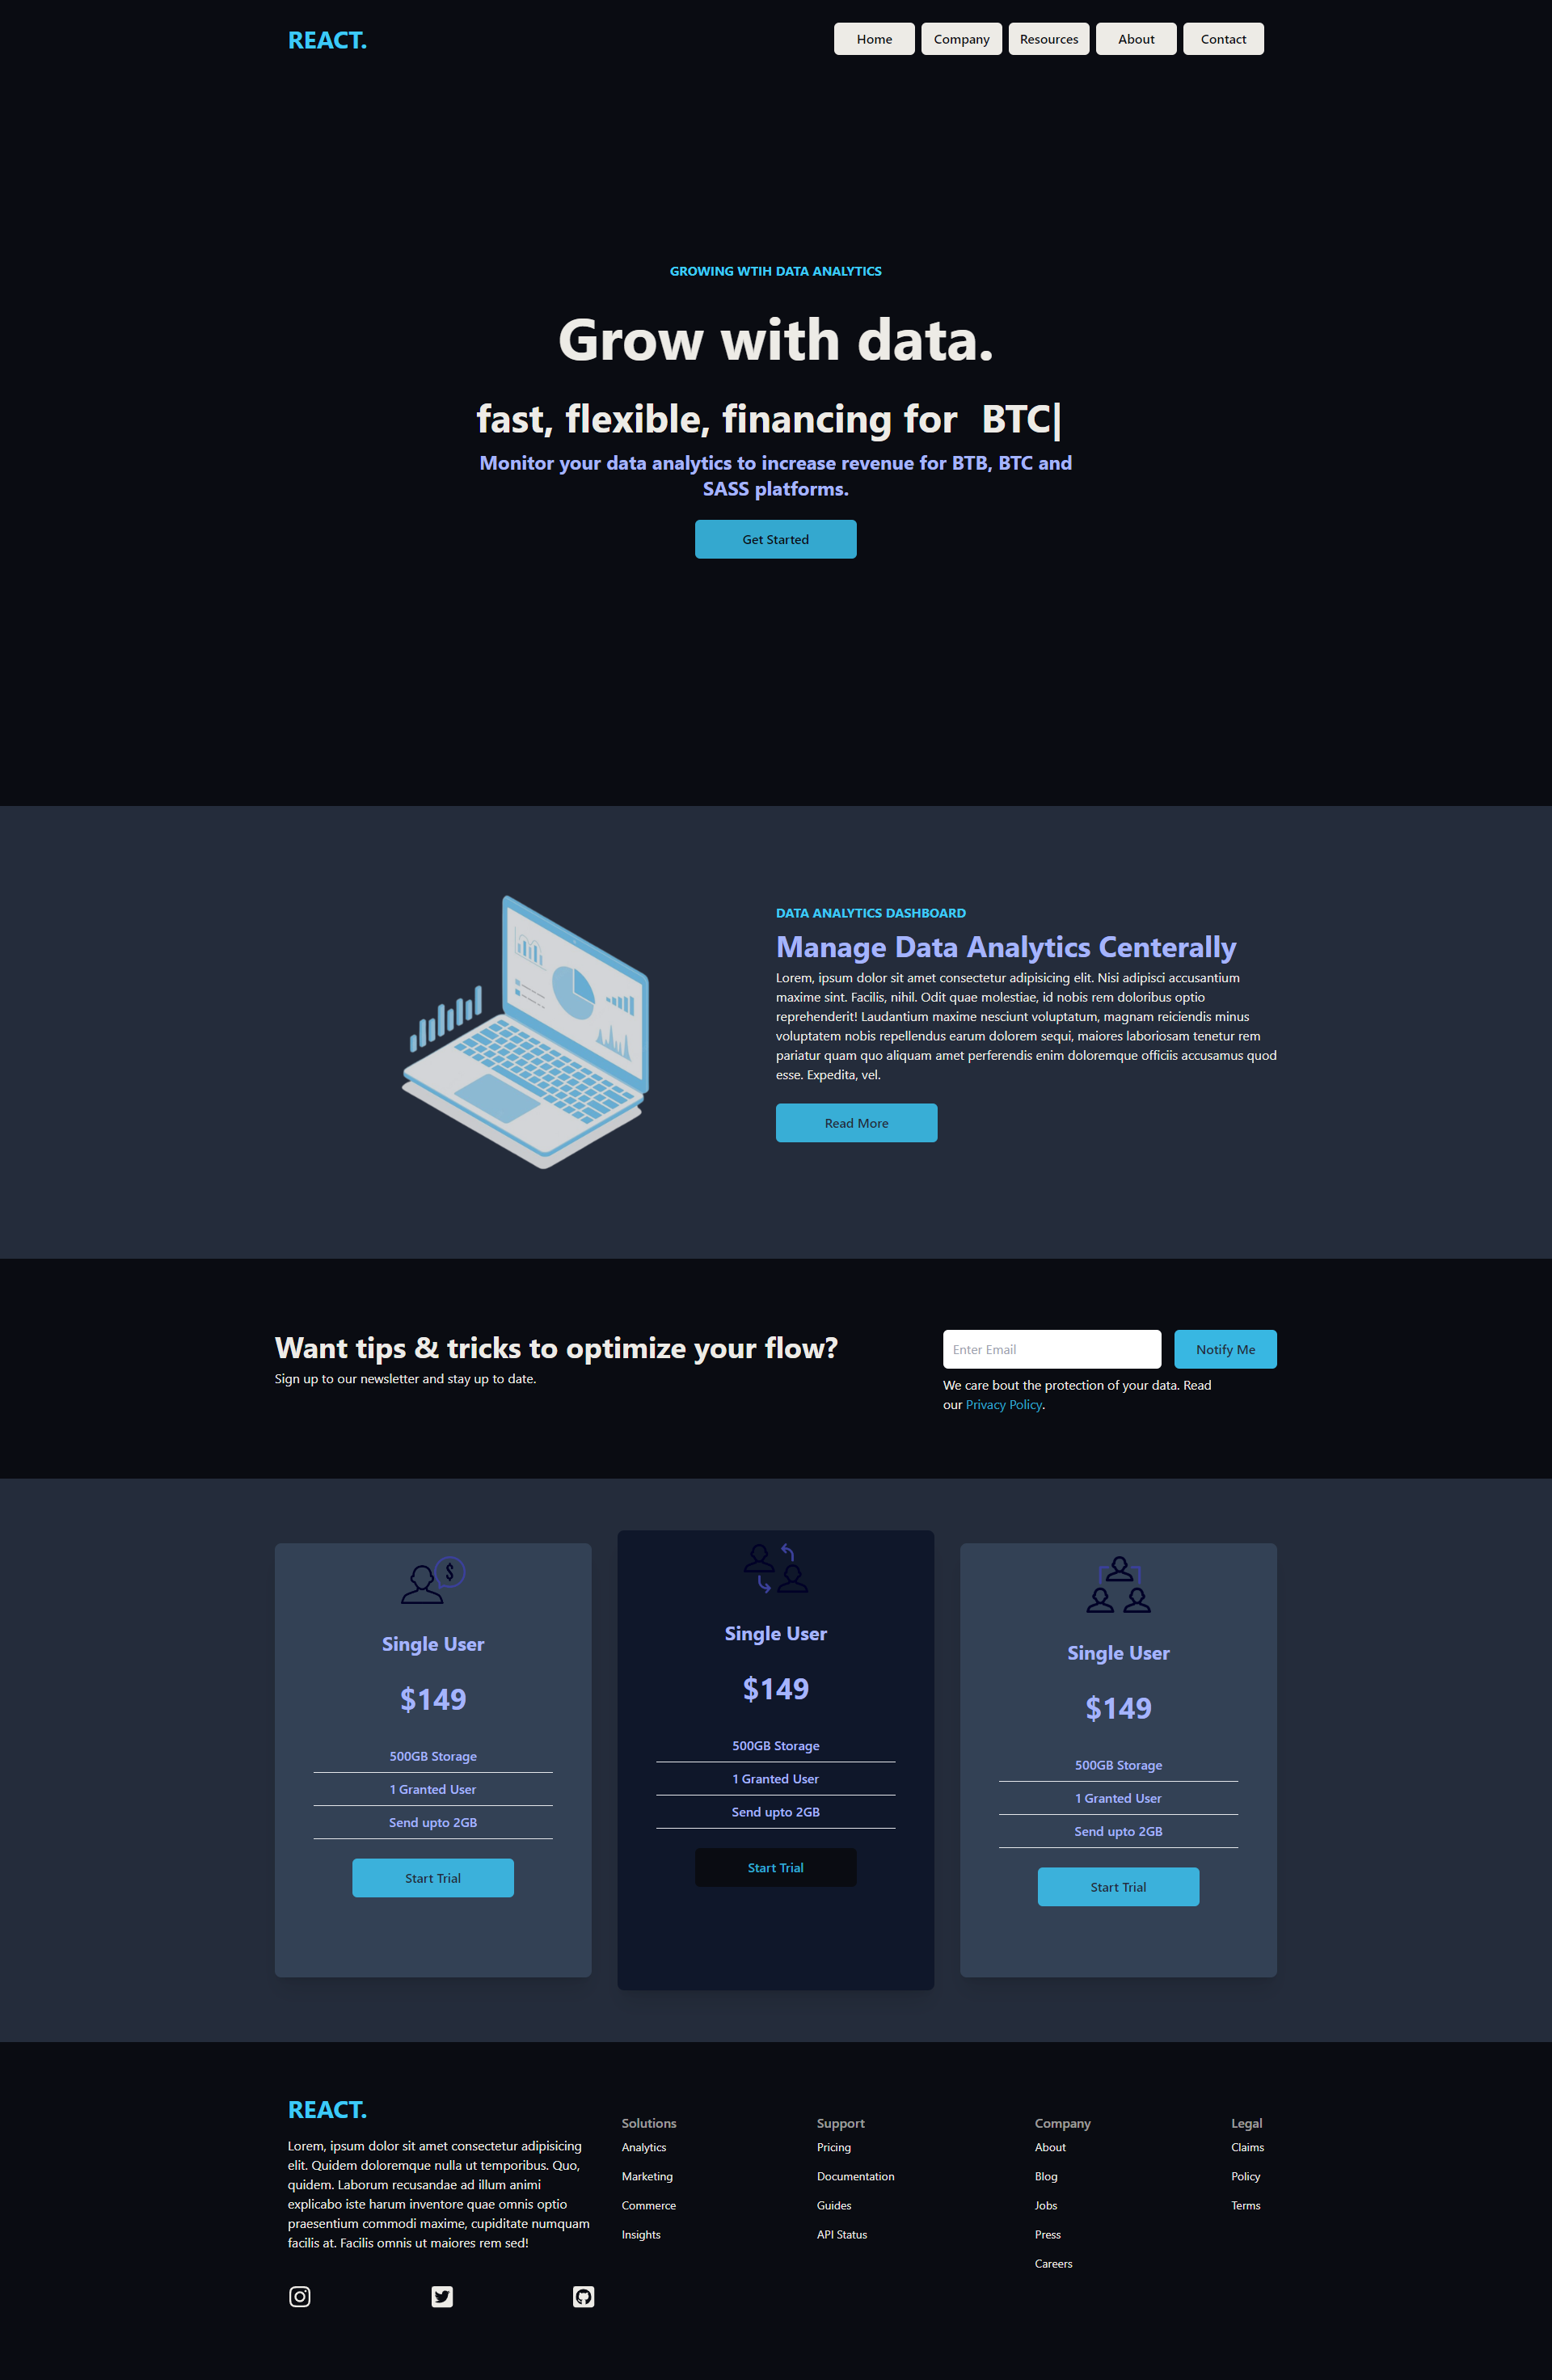 REACT.
Home
Company
Resources
About
Contact
GROWING WTIH DATA ANALYTICS
Grow with data.
fast, flexible, financing for BTC|
Monitor your data analytics to increase revenue for BTB, BTC and
SASS platforms.
Get Started
DATA ANALYTICS DASHBOARD
Manage Data Analytics Centerally
Lorem, ipsum dolor sit amet consectetur adipisicing elit. Nisi adipisci accusantium
maxime sint. Facilis, nihil. Odit quae molestiae, id nobis rem doloribus optio
reprehenderit! Laudantium maxime nesciunt voluptatum, magnam reiciendis minus
voluptatem nobis repellendus earum dolorem sequi, maiores laboriosam tenetur rem
pariatur quam quo aliquam amet perferendis enim doloremque officiis accusamus quod
esse. Expedita, vel.
Read More
Want tips & tricks to optimize your flow?
Sign up to our newsletter and stay up to date.
Enter Email
Notify Me
We care bout the protection of your data. Read
our Privacy Policy.
$
Single User
$149
500GB Storage
1 Granted User
Send upto 2GB
Start Trial
Single User
$149
500GB Storage
1 Granted User
Send upto 2GB
Start Trial
Single User
$149
500GB Storage
1 Granted User
Send upto 2GB
Start Trial
REACT.
Lorem, ipsum dolor sit amet consectetur adipisicing
elit. Quidem doloremque nulla ut temporibus. Quo,
quidem. Laborum recusandae ad illum animi
explicabo iste harum inventore quae omnis optio
praesentium commodi maxime, cupiditate numquam
facilis at. Facilis omnis ut maiores rem sed!
Solutions
Analytics
Marketing
Commerce
Insights
Support
Pricing
Documentation
Guides
API Status
Company
About
Blog
Jobs
Press
Careers
Legal
Claims
Policy
Terms